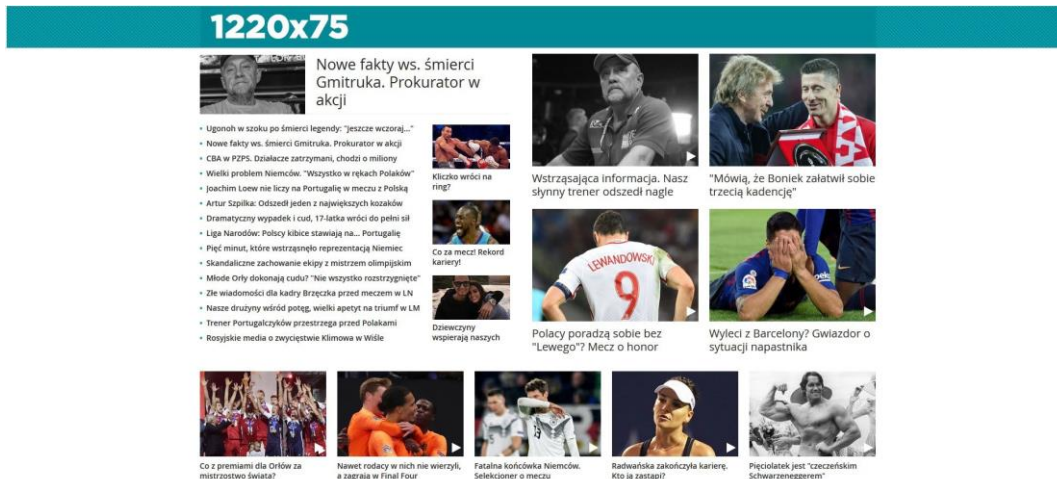 1220x75
Nowe fakty ws. śmierci
Gmitruka. Prokurator w
akcji
Ugonoh w szoku po śmierci legendy: "Jeszcze wczoraj..."
Nowe fakty ws. śmierci Gmitruka. Prokurator w akcji
CBA w PZPS. Działacze zatrzymani, chodzi o miliony
Wielki problem Niemców. "Wszystko w rękach Polaków"
Joachim Loew nie liczy na Portugalię w meczu z Polską
Artur Szpilka: Odszedł jeden z największych kozaków
Dramatyczny wypadek i cud, 17-latka wróci do pełni sił
Liga Narodów: Polscy kibice stawiają na... Portugalię
Pięć minut, które wstrząsnęło reprezentacją Niemiec
Skandaliczne zachowanie ekipy z mistrzem olimpijskim
Młode Orły dokonają cudu? "Nie wszystko rozstrzygnięte"
Złe wiadomości dla kadry Brzęczka przed meczem w LN
Nasze drużyny wśród potęg, wielki apetyt na triumf w LM
Trener Portugalczyków przestrzega przed Polakami
Rosyjskie media o zwycięstwie Klimowa w Wiśle
Kliczko wróci na
ring?
Co za mecz! Rekord
kariery!
Dziewczyny
wspierają naszych
Wstrząsająca informacja. Nasz
słynny trener odszedł nagle
"Mówią, że Boniek załatwił sobie
trzecią kadencję"
LEWANDOWSKI
9
Polacy poradzą sobie bez
"Lewego"? Mecz o honor
Wyleci z Barcelony? Gwiazdor o
sytuacji napastnika
13
Co z premiami dla Orłów za
mistrzostwo świata?
Nawet rodacy w nich nie wierzyli,
a zagrają w Final Four
Fatalna końcówka Niemców.
Selekcjoner o meczu
Radwańska zakończyła karierę.
Kto ją zastąpi?
Pięciolatek jest "czeczeńskim
Schwarzeneggerem"